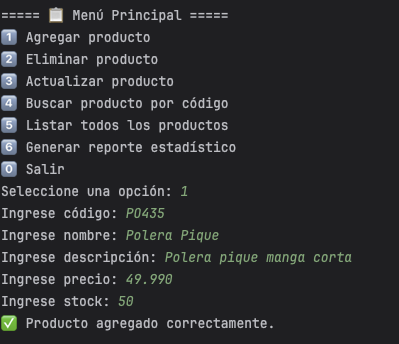 ===== 📋 Menú Principal =====
1️⃣ Agregar producto
2️⃣ Eliminar producto
3️⃣ Actualizar producto
4️⃣ Buscar producto por código
5️⃣ Listar todos los productos
6️⃣ Generar reporte estadístico
0️⃣ Salir
Seleccione una opción: 1
Ingrese código: PO435
Ingrese nombre: Polera Pique
Ingrese descripción: Polera pique manga corta
Ingrese precio: 49.990
Ingrese stock: 50
✅ Producto agregado correctamente.